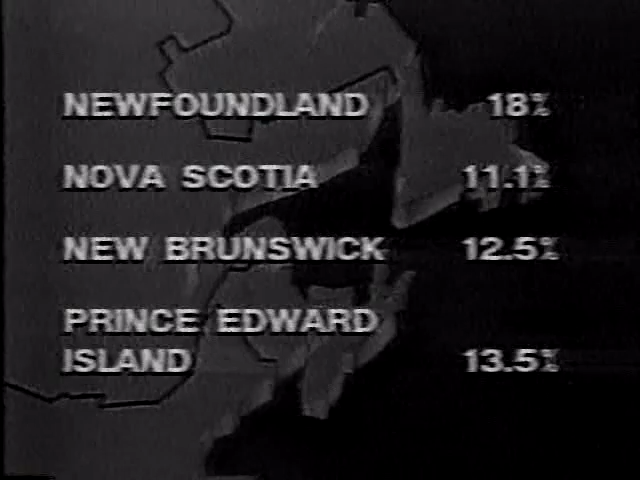 NEWFOUNDLAND 18%
NOVA SCOTIA 11.1%
NEW BRUNSWICK 12.5%
PRINCE EDWARD
ISLAND 13.5%